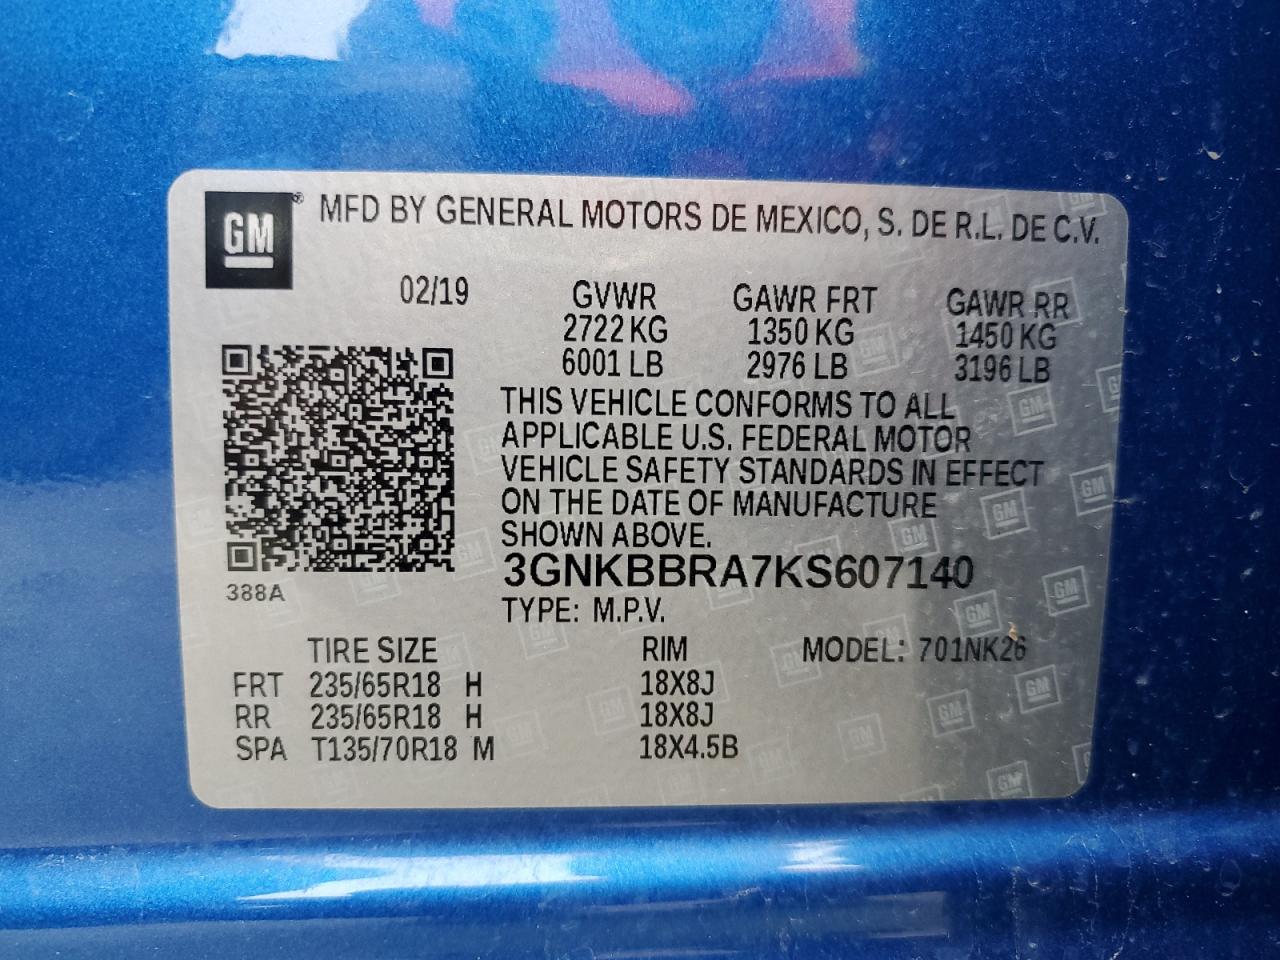 GM® MFD BY GENERAL MOTORS DE MEXICO, S. DE R.L. DE C.V.
02/19 GVWR GAWR FRT GAWR RR
2722 KG 1350 KG 1450 KG
6001 LB 2976 LB 3196 LB
THIS VEHICLE CONFORMS TO ALL
APPLICABLE U.S. FEDERAL MOTOR
VEHICLE SAFETY STANDARDS IN EFFECT
ON THE DATE OF MANUFACTURE
SHOWN ABOVE.
3GNKBBRA7KS607140
388A
TYPE: M.P.V.
TIRE SIZE RIM MODEL: 701NK26
FRT 235/65R18 H 18X8J
RR 235/65R18 H 18X8J
SPA T135/70R18 M 18X4.5B